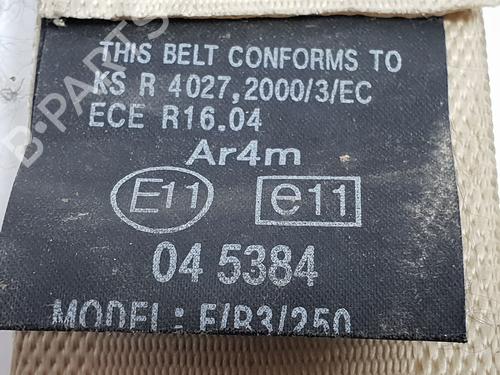 THIS BELT CONFORMS TO
KS R 4027,2000/3/EC
ECE R16.04
Ar4m
E11 e11
04 5384
MODEL: F/R3/250
B-PARTS